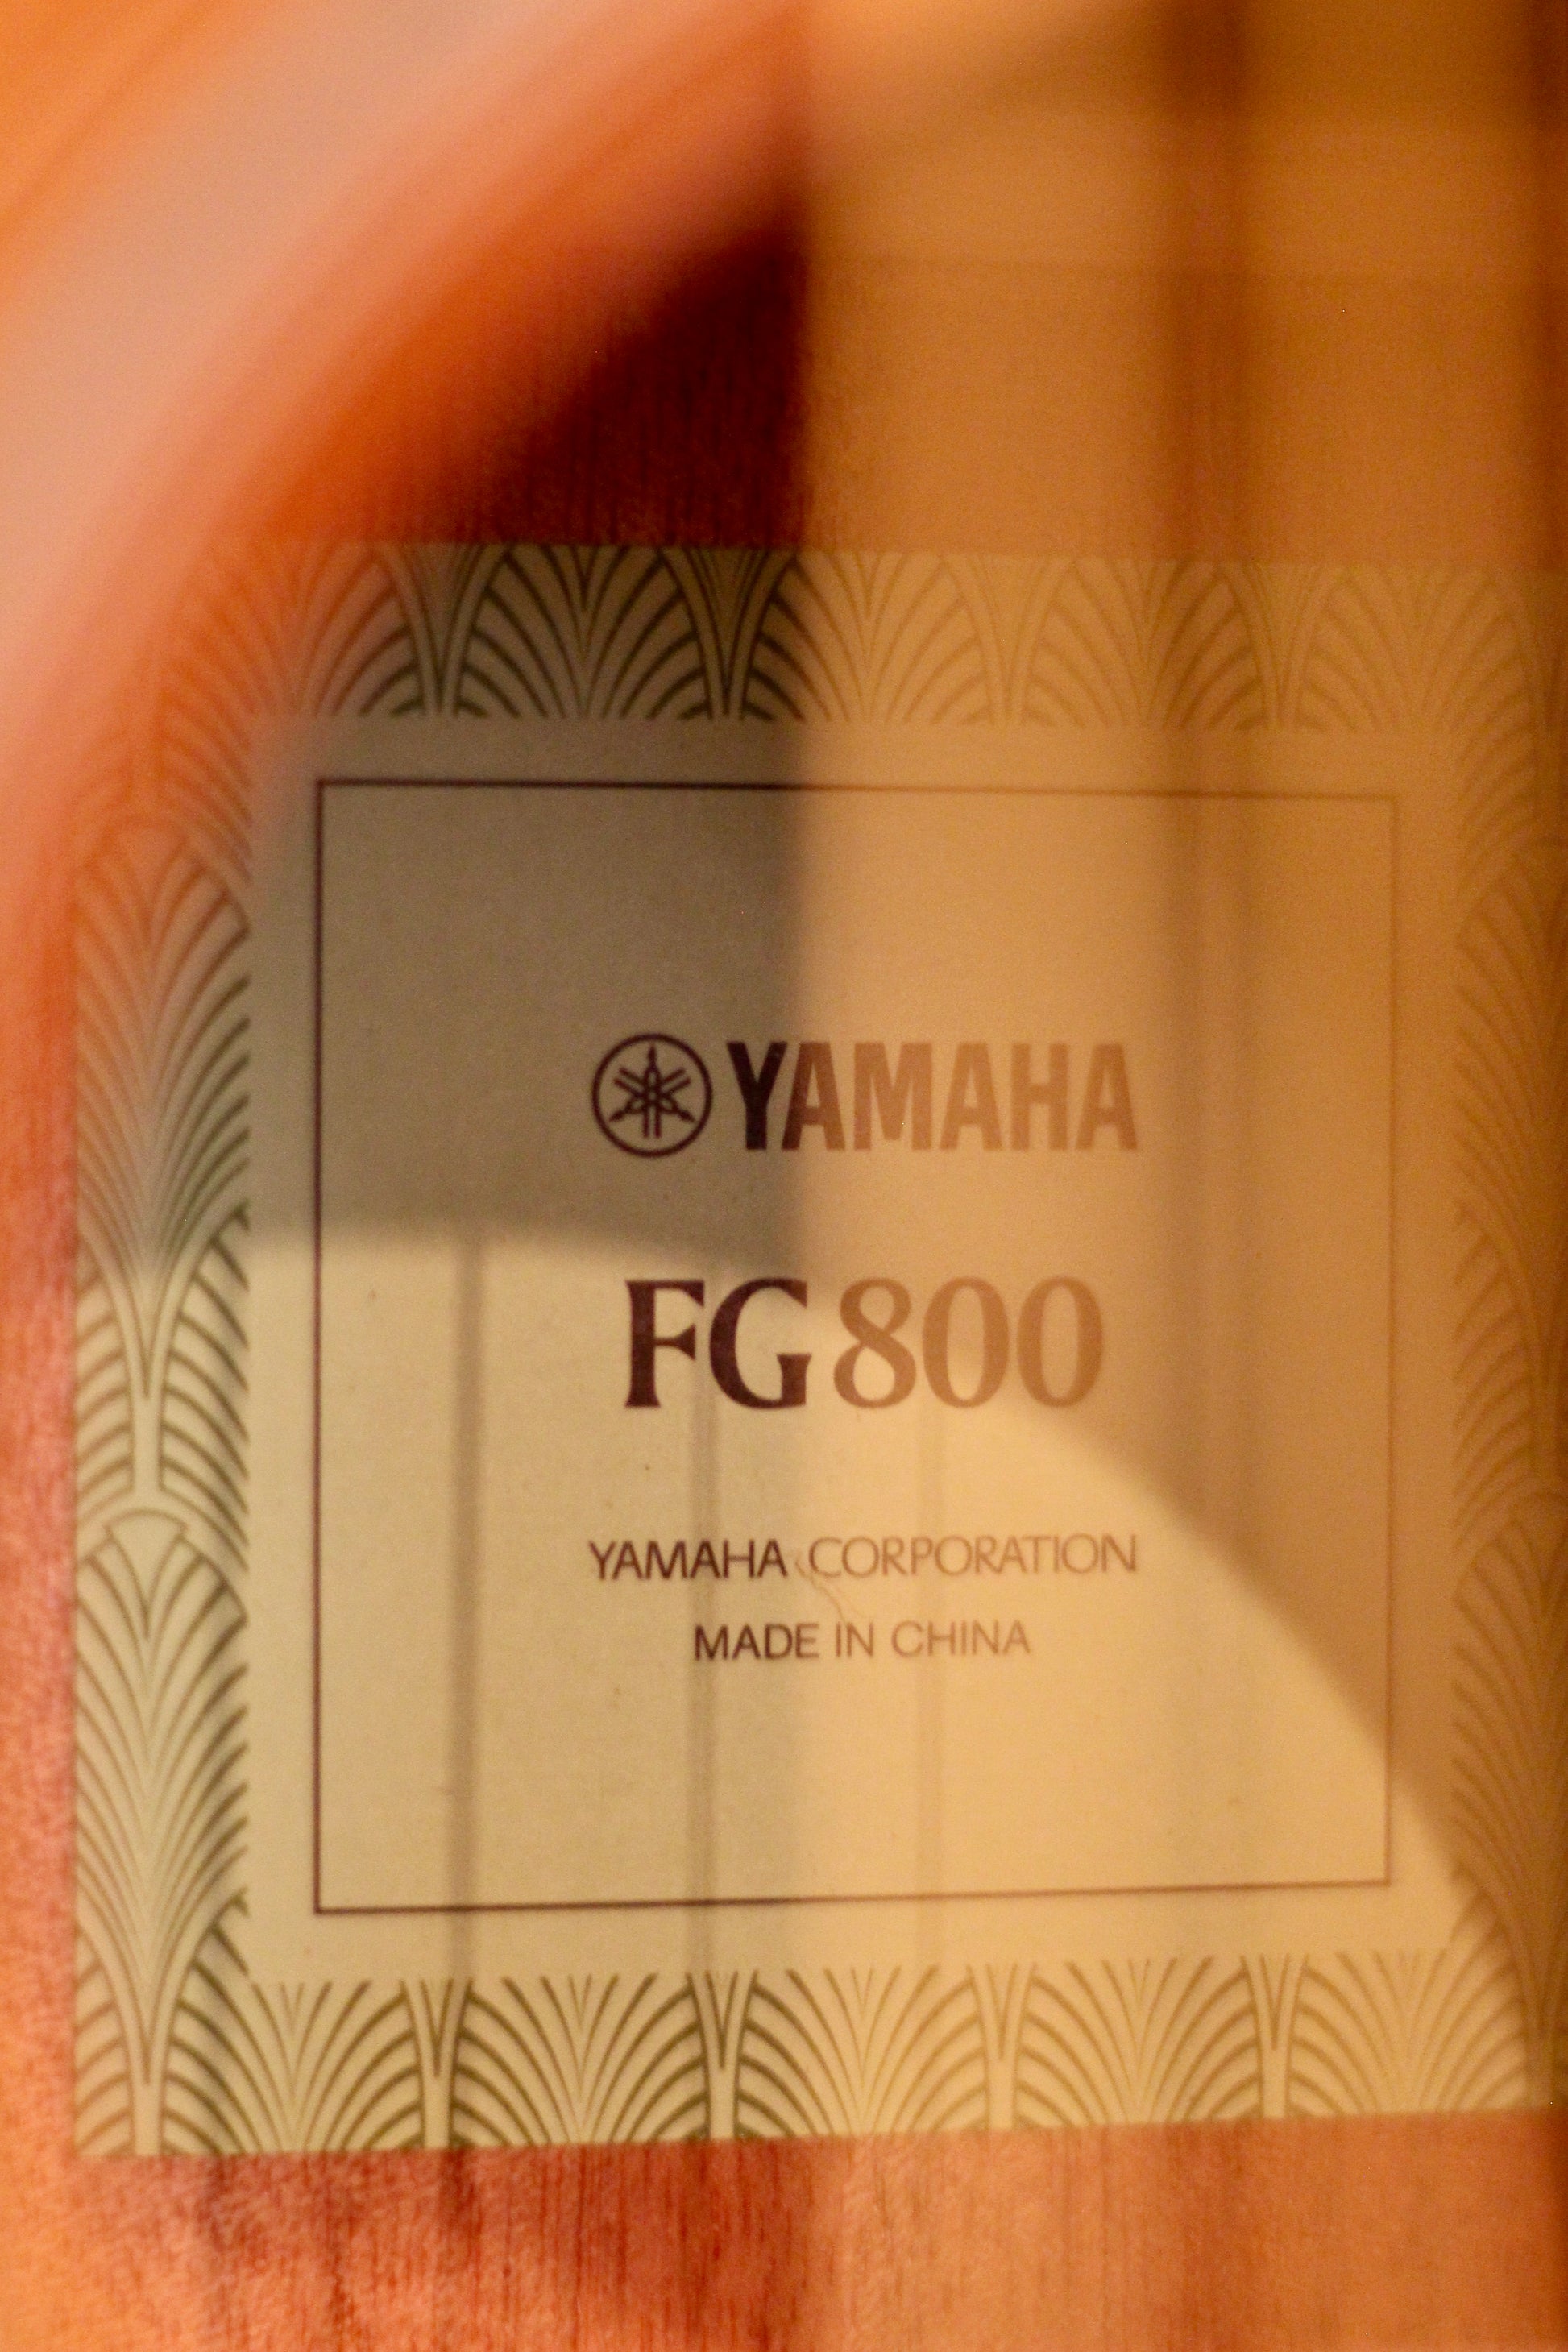 YAMAHA
FG800
YAMAHA CORPORATION
MADE IN CHINA